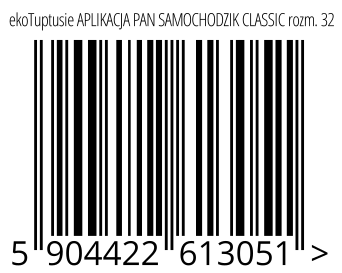 ekoTuptusie APLIKACJA PAN SAMOCHODZIK CLASSIC rozm. 32
5 904422 613051 >